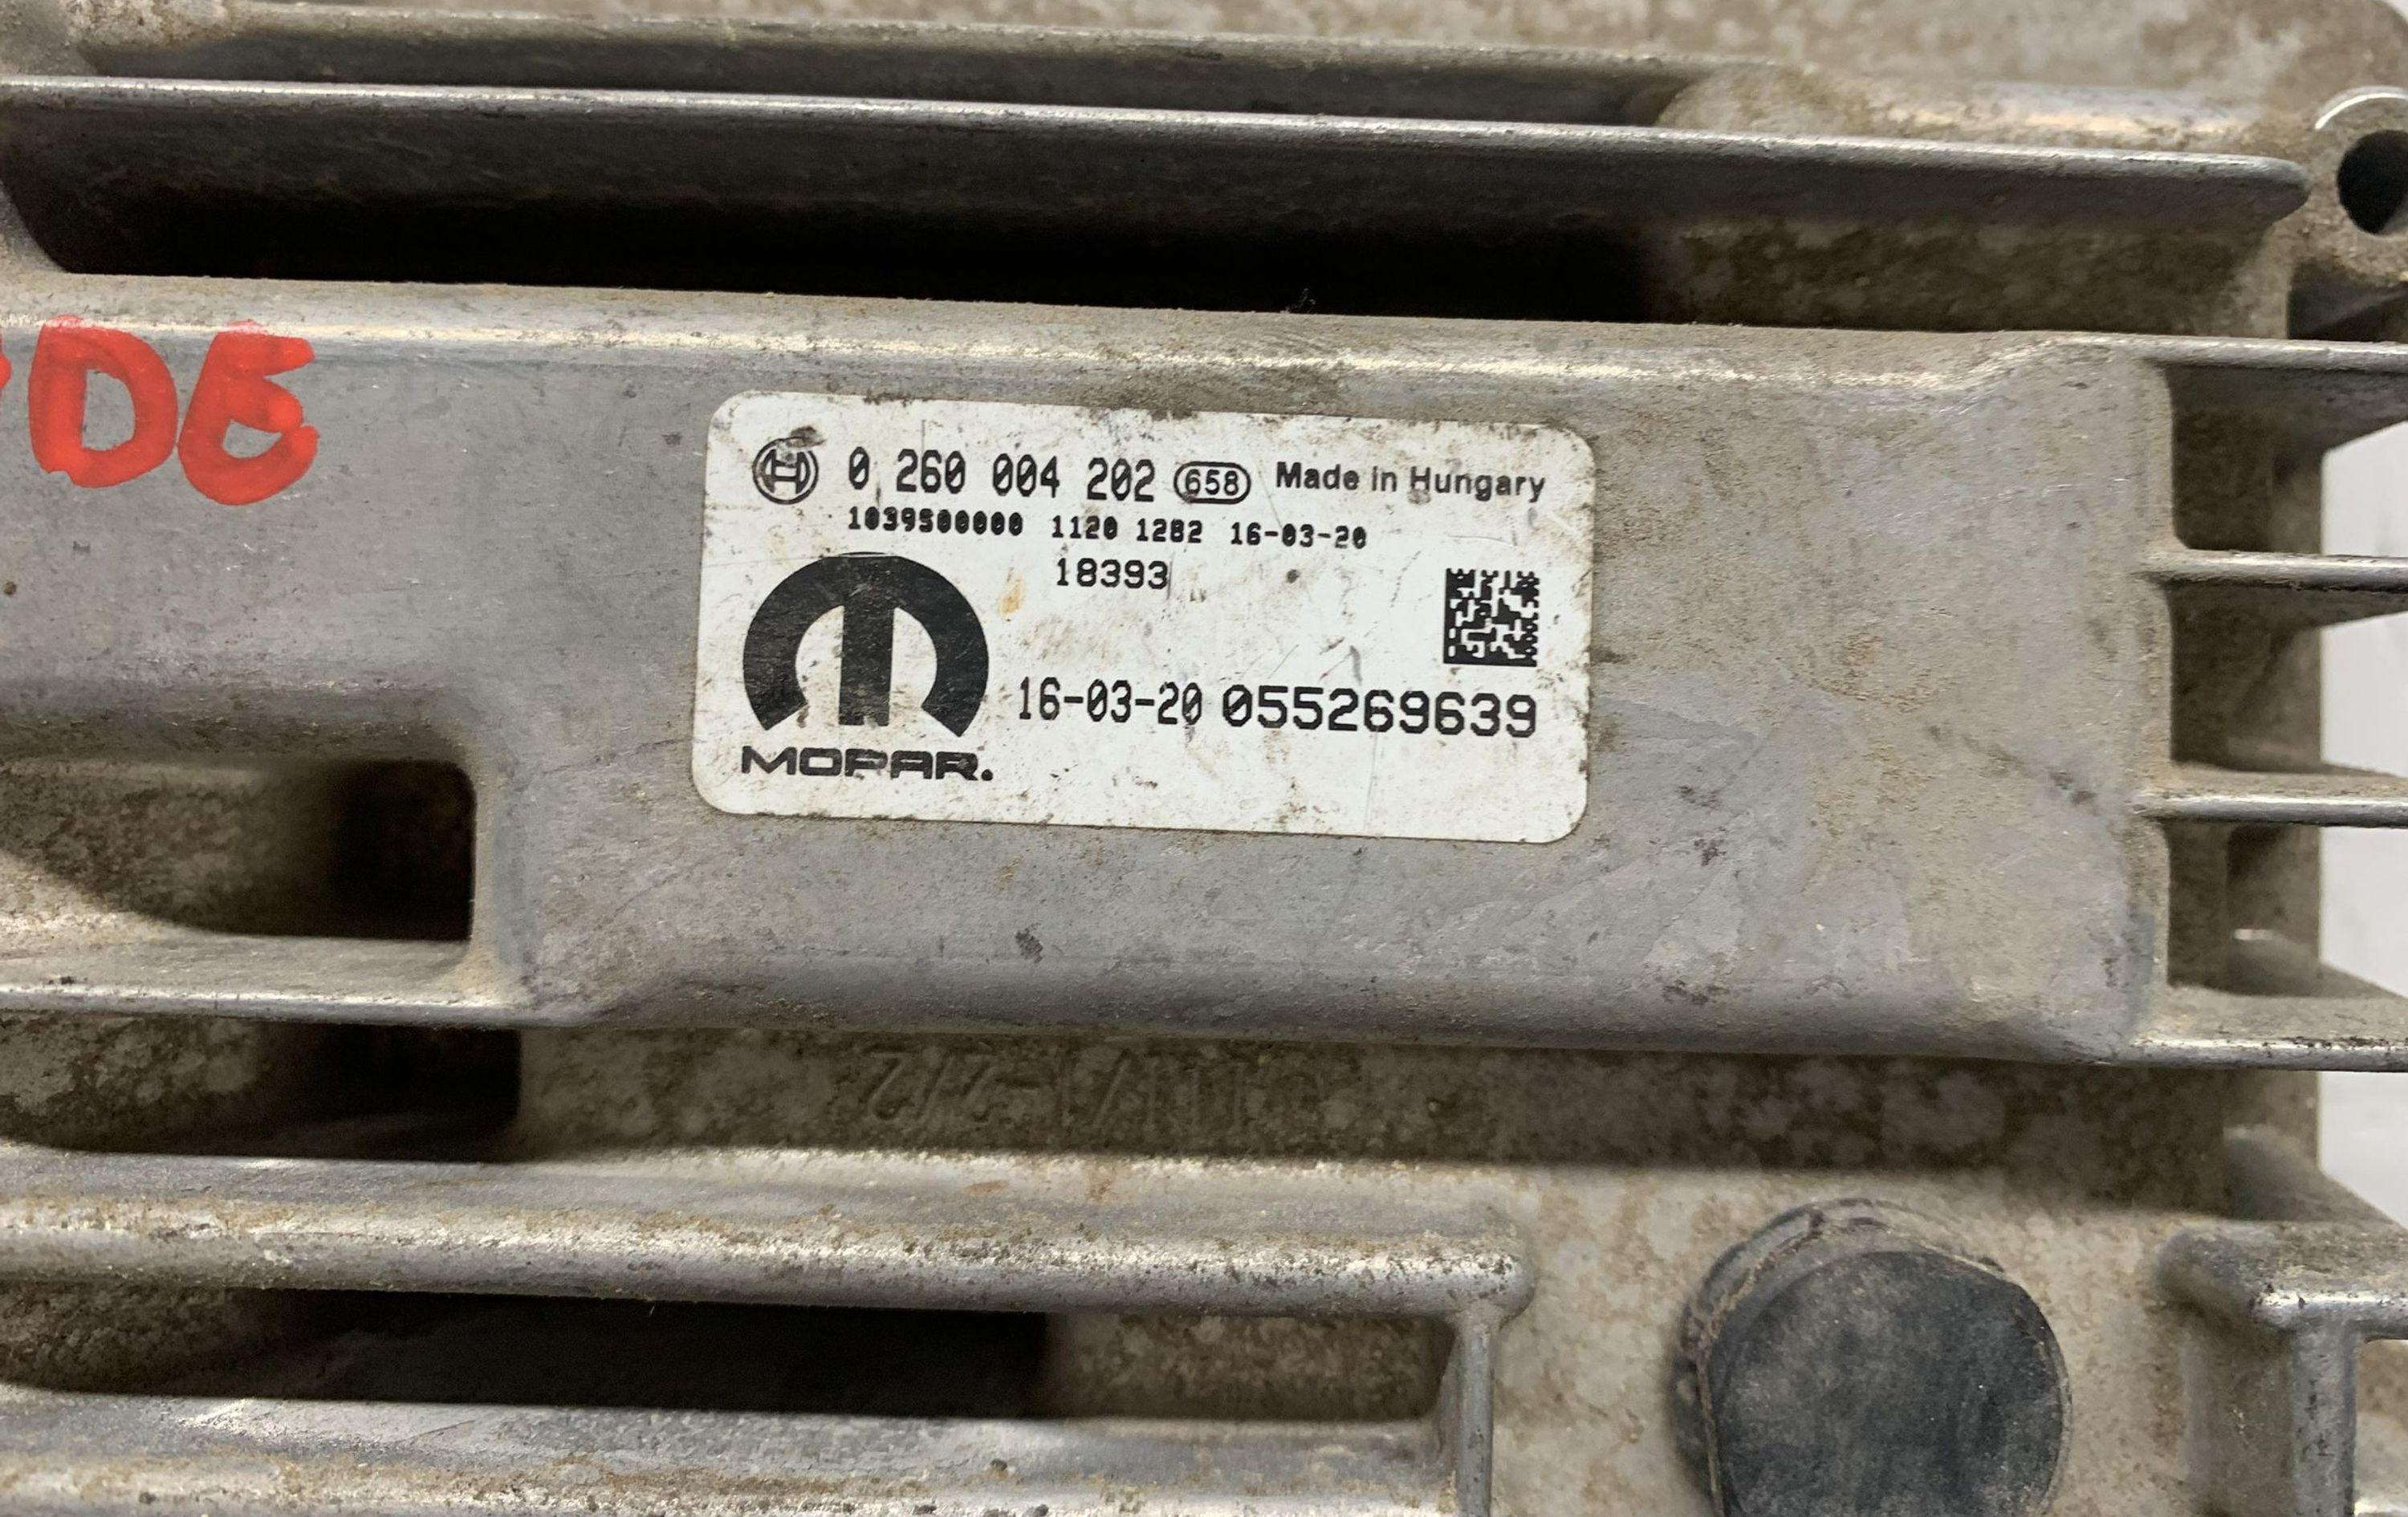 DE
0 260 004 202 658 Made in Hungary
1039S00000 1120 1282 16-03-20
18393
16-03-20 055269639
MOPAR.